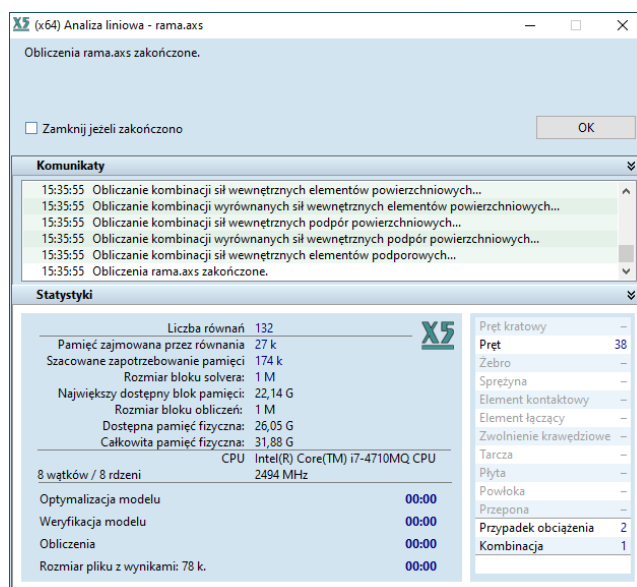 X5 (x64) Analiza liniowa - rama.axs
Obliczenia rama.axs zakończone.
Zamknij jeżeli zakończono
OK
Komunikaty
15:35:55 Obliczanie kombinacji sił wewnętrznych elementów powierzchniowych...
15:35:55 Obliczanie kombinacji wyrównanych sił wewnętrznych elementów powierzchniowych...
15:35:55 Obliczanie kombinacji sił wewnętrznych podpór powierzchniowych...
15:35:55 Obliczanie kombinacji wyrównanych sił wewnętrznych podpór powierzchniowych...
15:35:55 Obliczanie kombinacji sił wewnętrznych elementów podporowych...
15:35:55 Obliczenia rama.axs zakończone.
Statystyki
X5
Liczba równań 132
Pamięć zajmowana przez równania 27 k
Szacowane zapotrzebowanie pamięci 174 k
Rozmiar bloku solvera: 1 M
Największy dostępny blok pamięci: 22,14 G
Rozmiar bloku obliczeń: 1 M
Dostępna pamięć fizyczna: 26,05 G
Całkowita pamięć fizyczna: 31,88 G
CPU Intel(R) Core(TM) i7-4710MQ CPU
8 wątków / 8 rdzeni 2494 MHz
Optymalizacja modelu 00:00
Weryfikacja modelu 00:00
Obliczenia 00:00
Rozmiar pliku z wynikami: 78 k. 00:00
Pręt kratowy –
Pręt 38
Żebro –
Sprężyna –
Element kontaktowy –
Element łączący –
Zwolnienie krawędziowe –
Tarcza –
Płyta –
Powłoka –
Przepona –
Przypadek obciążenia 2
Kombinacja 1